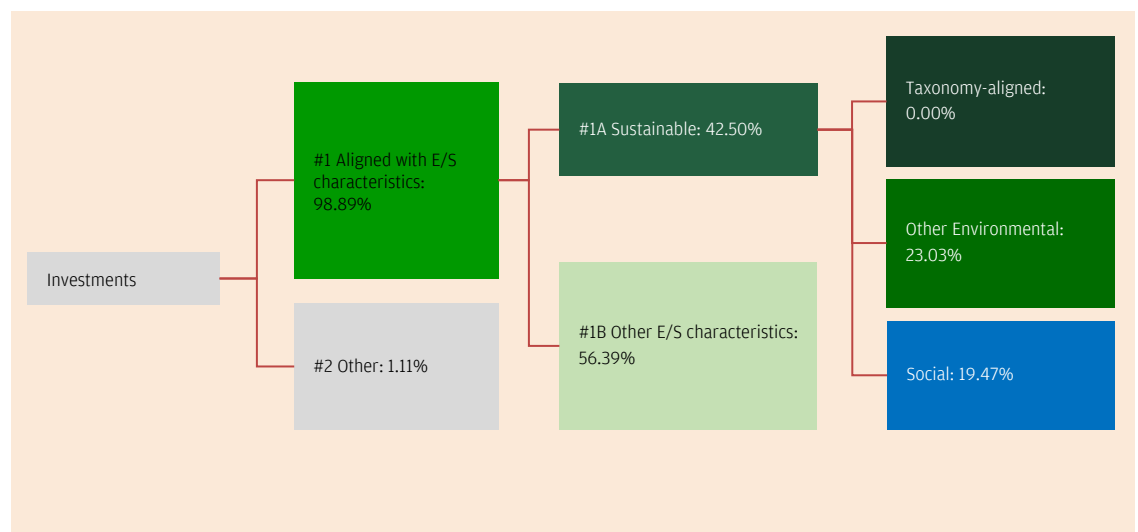 Investments
#1 Aligned with E/S
characteristics:
98.89%
#2 Other: 1.11%
#1A Sustainable: 42.50%
#1B Other E/S characteristics:
56.39%
Taxonomy-aligned:
0.00%
Other Environmental:
23.03%
Social: 19.47%